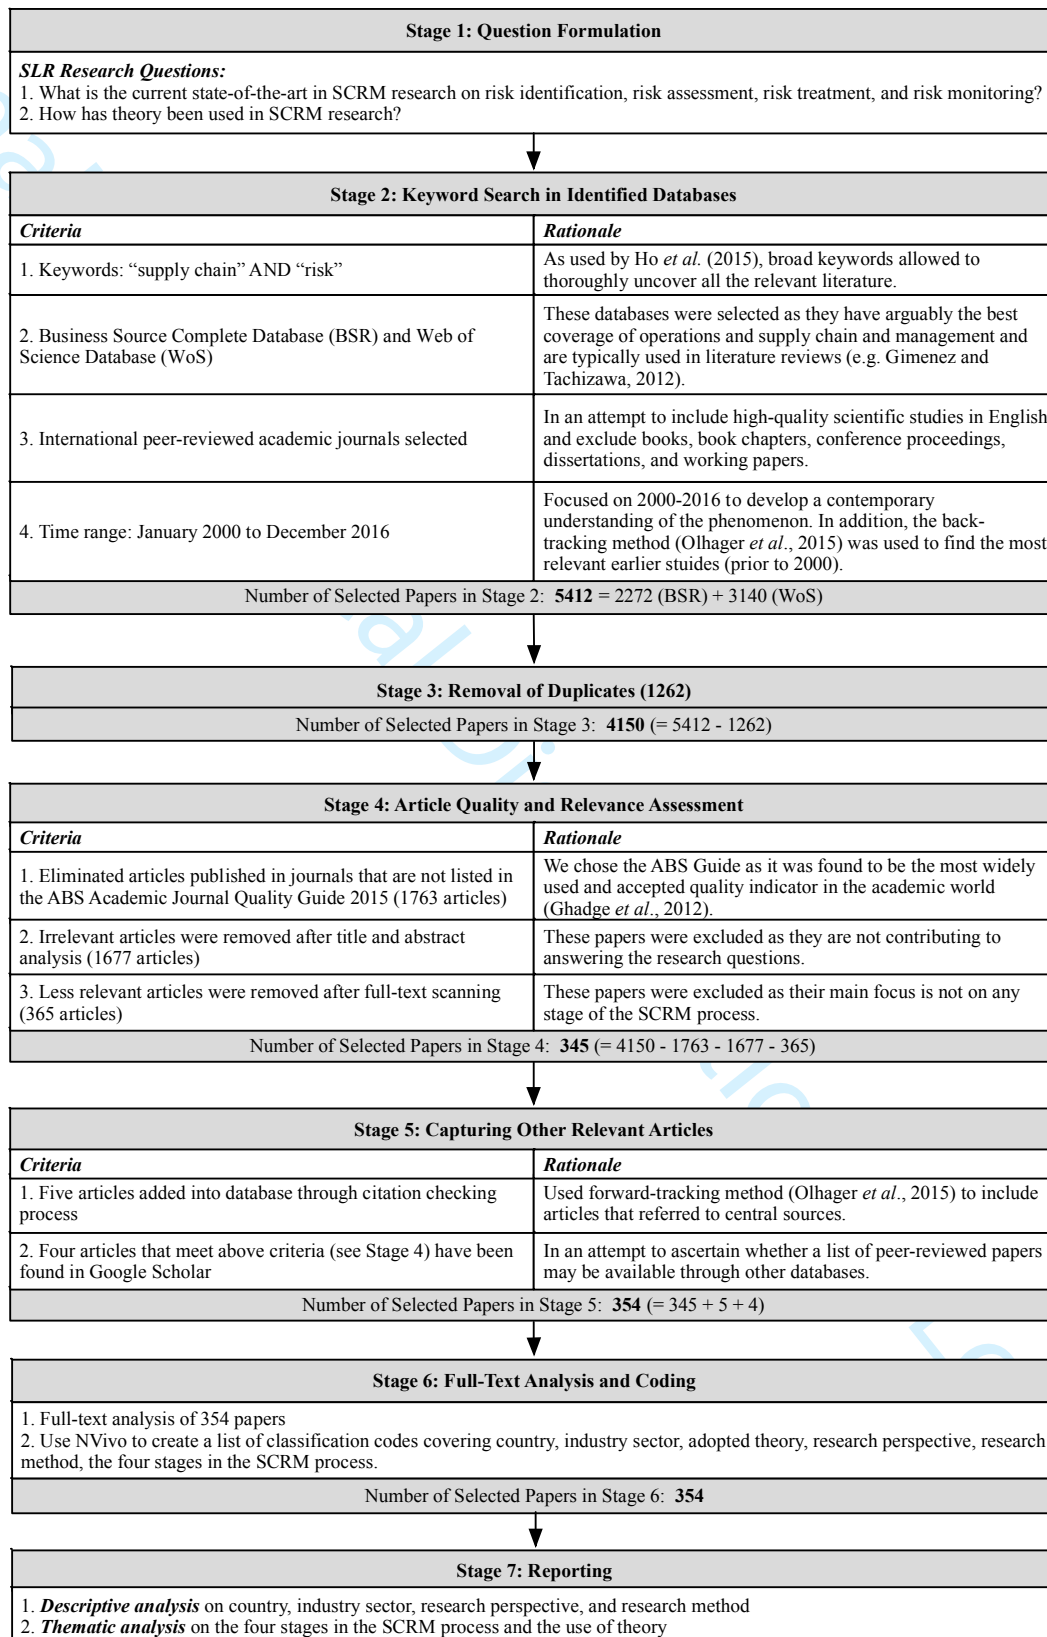 Stage 1: Question Formulation
SLR Research Questions:
1. What is the current state-of-the-art in SCRM research on risk identification, risk assessment, risk treatment, and risk monitoring?
2. How has theory been used in SCRM research?
Stage 2: Keyword Search in Identified Databases
Criteria
Rationale
1. Keywords: “supply chain” AND “risk”
As used by Ho et al. (2015), broad keywords allowed to
thoroughly uncover all the relevant literature.
2. Business Source Complete Database (BSR) and Web of
Science Database (WoS)
These databases were selected as they have arguably the best
coverage of operations and supply chain and management and
are typically used in literature reviews (e.g. Gimenez and
Tachizawa, 2012).
3. International peer-reviewed academic journals selected
In an attempt to include high-quality scientific studies in English
and exclude books, book chapters, conference proceedings,
dissertations, and working papers.
4. Time range: January 2000 to December 2016
Focused on 2000-2016 to develop a contemporary
understanding of the phenomenon. In addition, the back-
tracking method (Olhager et al., 2015) was used to find the most
relevant earlier stuides (prior to 2000).
Number of Selected Papers in Stage 2: 5412 = 2272 (BSR) + 3140 (WoS)
Stage 3: Removal of Duplicates (1262)
Number of Selected Papers in Stage 3: 4150 (= 5412 - 1262)
Stage 4: Article Quality and Relevance Assessment
Criteria
Rationale
1. Eliminated articles published in journals that are not listed in
the ABS Academic Journal Quality Guide 2015 (1763 articles)
We chose the ABS Guide as it was found to be the most widely
used and accepted quality indicator in the academic world
(Ghadge et al., 2012).
2. Irrelevant articles were removed after title and abstract
analysis (1677 articles)
These papers were excluded as they are not contributing to
answering the research questions.
3. Less relevant articles were removed after full-text scanning
(365 articles)
These papers were excluded as their main focus is not on any
stage of the SCRM process.
Number of Selected Papers in Stage 4: 345 (= 4150 - 1763 - 1677 - 365)
Stage 5: Capturing Other Relevant Articles
Criteria
Rationale
1. Five articles added into database through citation checking
process
Used forward-tracking method (Olhager et al., 2015) to include
articles that referred to central sources.
2. Four articles that meet above criteria (see Stage 4) have been
found in Google Scholar
In an attempt to ascertain whether a list of peer-reviewed papers
may be available through other databases.
Number of Selected Papers in Stage 5: 354 (= 345 + 5 + 4)
Stage 6: Full-Text Analysis and Coding
1. Full-text analysis of 354 papers
2. Use NVivo to create a list of classification codes covering country, industry sector, adopted theory, research perspective, research
method, the four stages in the SCRM process.
Number of Selected Papers in Stage 6: 354
Stage 7: Reporting
1. Descriptive analysis on country, industry sector, research perspective, and research method
2. Thematic analysis on the four stages in the SCRM process and the use of theory